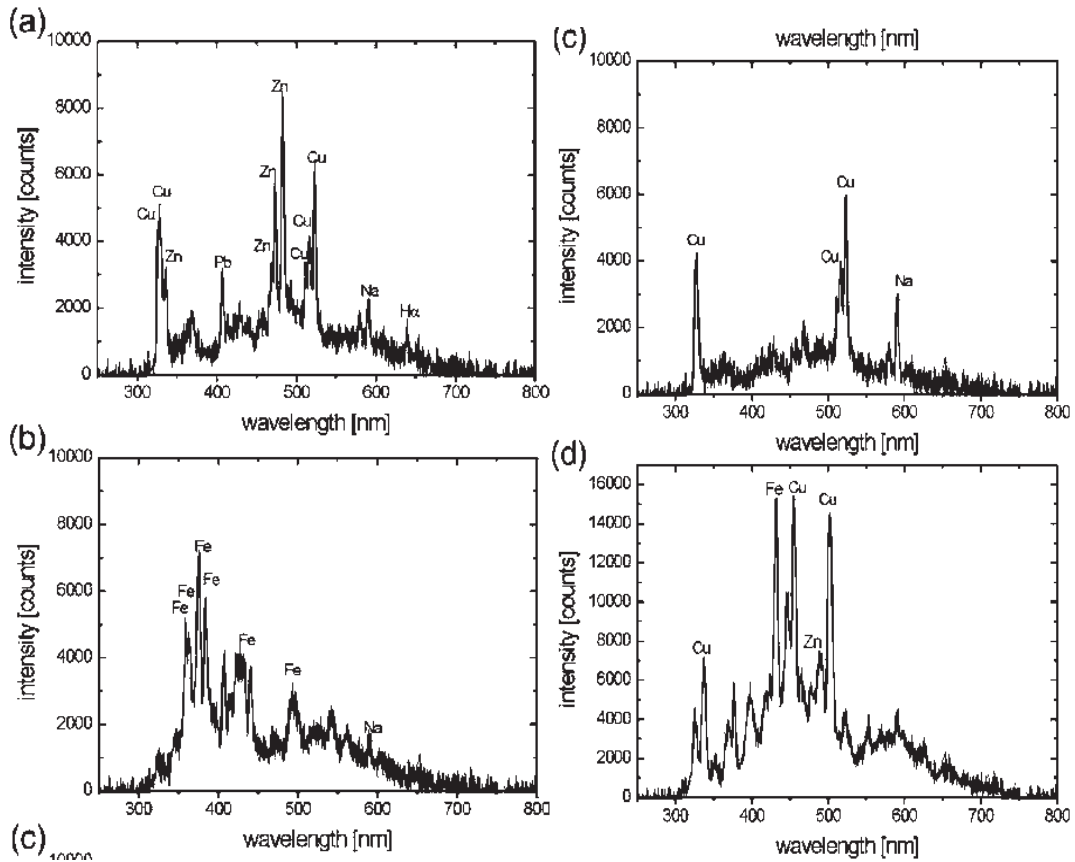 (a)
10000
8000
6000
4000
2000
0
intensity [counts]
Cu
Cu
Zn
Pb
Zn
Zn
Zn
Cu
Cu
Cu
Na
Hα
300 400 500 600 700 800
wavelength [nm]
(b)
10000
8000
6000
4000
2000
0
intensity [counts]
Fe
Fe
Fe
Fe
Fe
Fe
Na
300 400 500 600 700 800
wavelength [nm]
(c)
10000
wavelength [nm]
(c)
10000
8000
6000
4000
2000
0
intensity [counts]
Cu
Cu
Cu
Na
300 400 500 600 700 800
wavelength [nm]
(d)
16000
14000
12000
10000
8000
6000
4000
2000
0
intensity [counts]
Cu
Fe
Cu
Zn
Cu
300 400 500 600 700 800
wavelength [nm]